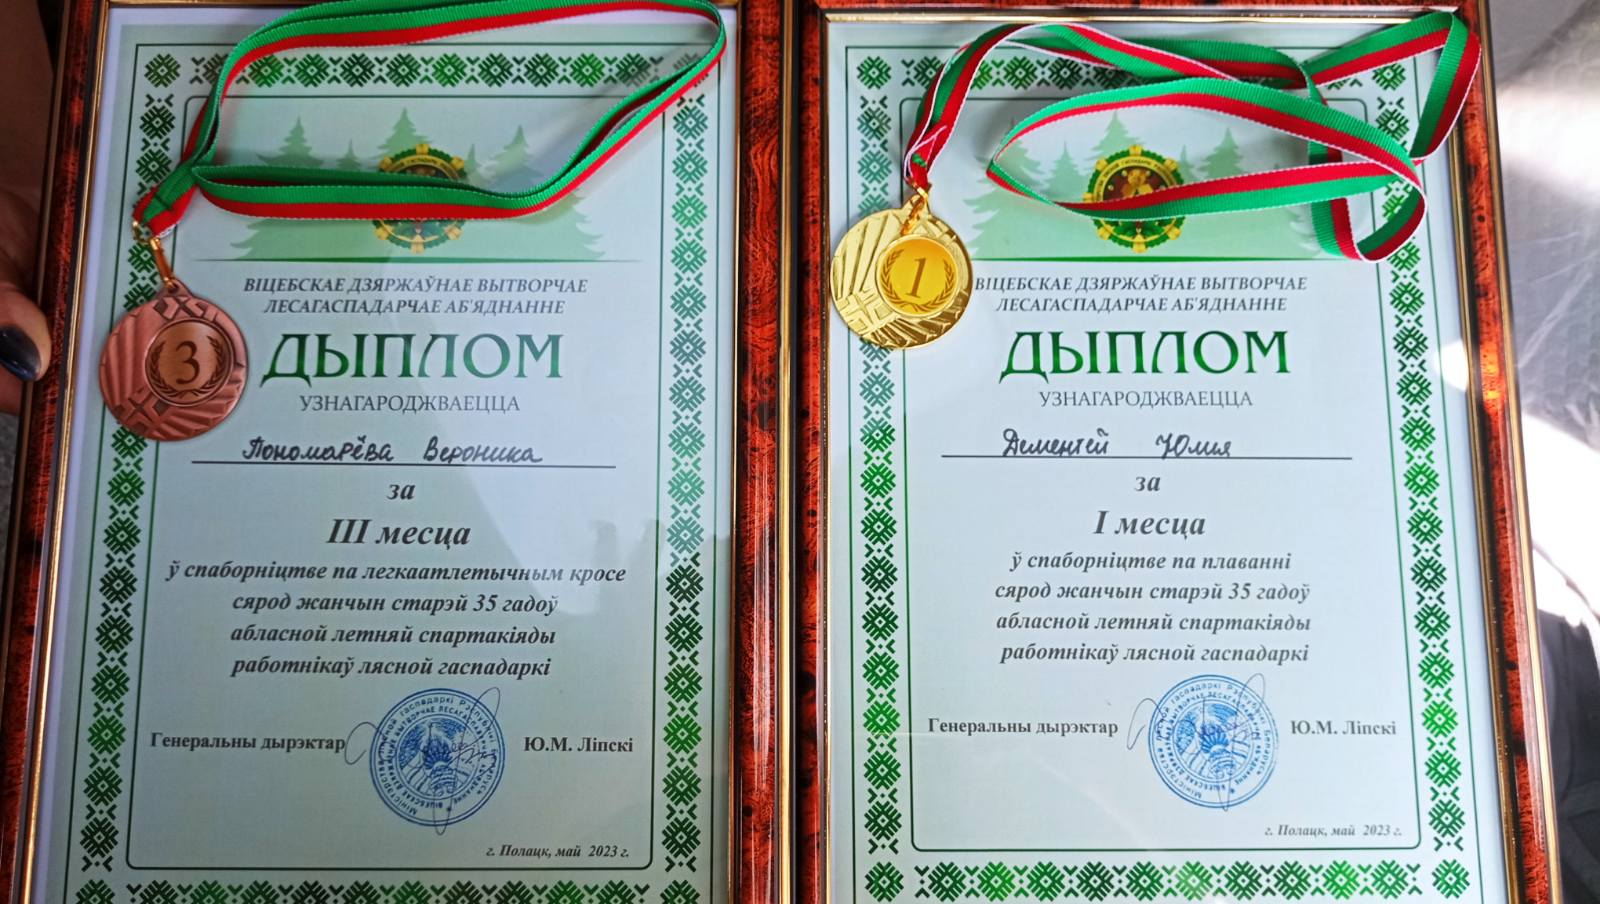 ВІЦЕБСКАЕ ДЗЯРЖАЎНАЕ ВЫТВОРЧАЕ
ЛЕСАГАСПАДАРЧАЕ АБ'ЯДНАННЕ
ДЫПЛОМ
УЗНАГАРОДЖВАЕЦЦА
Пономарёва Вероника
за
III месца
ў спаборніцтве па легкаатлетычным кросе
сярод жанчын старэй 35 гадоў
абласной летняй спартакіяды
работнікаў лясной гаспадаркі
Генеральны дырэктар
Ю.М. Ліпскі
г. Полацк, май 2023 г.
3
ВІЦЕБСКАЕ ДЗЯРЖАЎНАЕ ВЫТВОРЧАЕ
ЛЕСАГАСПАДАРЧАЕ АБ'ЯДНАННЕ
ДЫПЛОМ
УЗНАГАРОДЖВАЕЦЦА
Дементей Юлия
за
I месца
ў спаборніцтве па плаванні
сярод жанчын старэй 35 гадоў
абласной летняй спартакіяды
работнікаў лясной гаспадаркі
Генеральны дырэктар
Ю.М. Ліпскі
г. Полацк, май 2023 г.
1